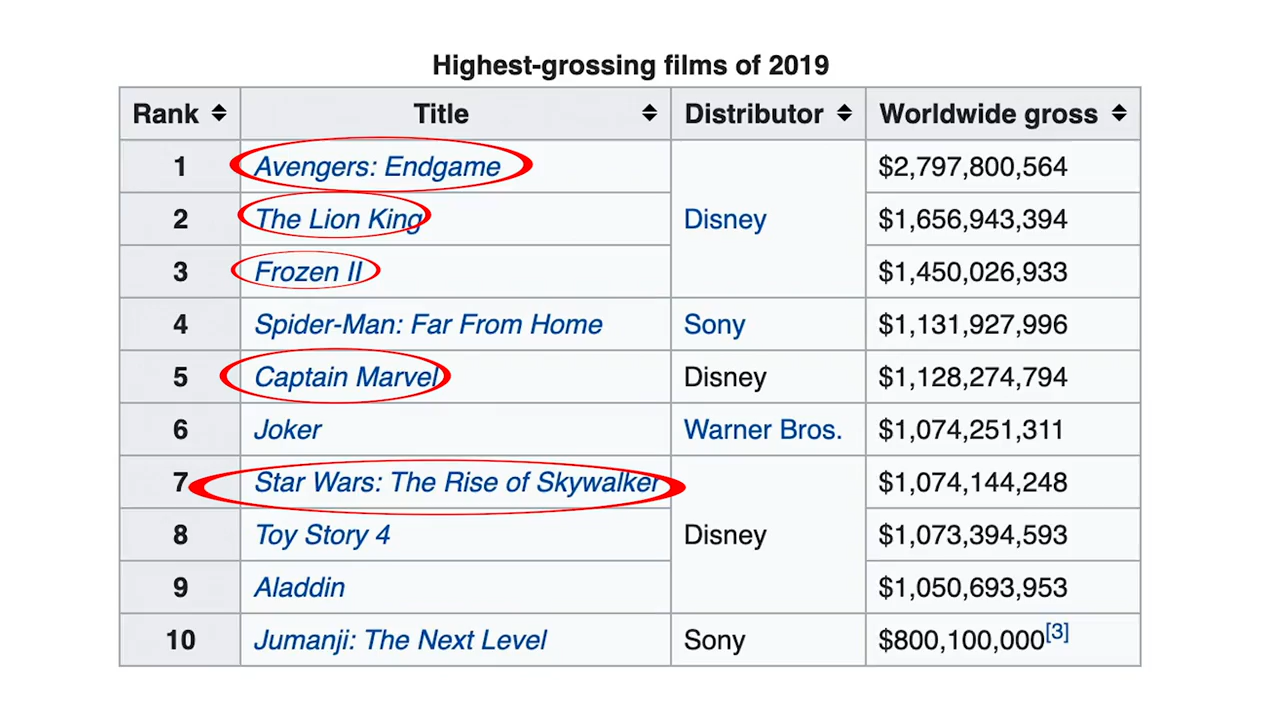 Highest-grossing films of 2019
Rank Title Distributor Worldwide gross
1 Avengers: Endgame $2,797,800,564
2 The Lion King Disney $1,656,943,394
3 Frozen II $1,450,026,933
4 Spider-Man: Far From Home Sony $1,131,927,996
5 Captain Marvel Disney $1,128,274,794
6 Joker Warner Bros. $1,074,251,311
7 Star Wars: The Rise of Skywalker $1,074,144,248
8 Toy Story 4 Disney $1,073,394,593
9 Aladdin $1,050,693,953
10 Jumanji: The Next Level Sony $800,100,000[3]